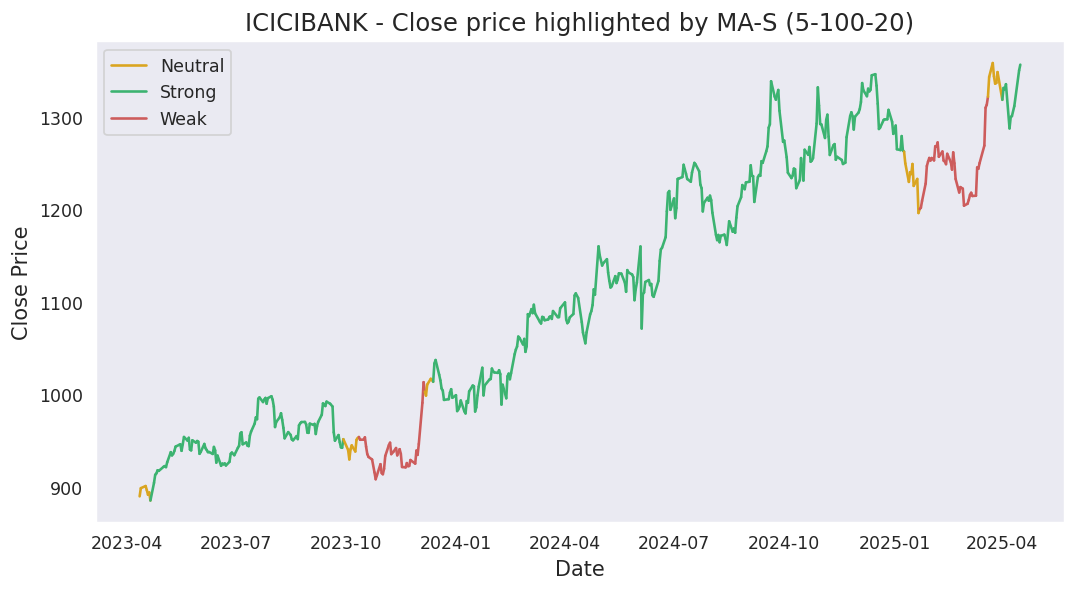 ICICIBANK - Close price highlighted by MA-S (5-100-20)
Neutral
Strong
Weak
Close Price
1300
1200
1100
1000
900
2023-04 2023-07 2023-10 2024-01 2024-04 2024-07 2024-10 2025-01 2025-04
Date